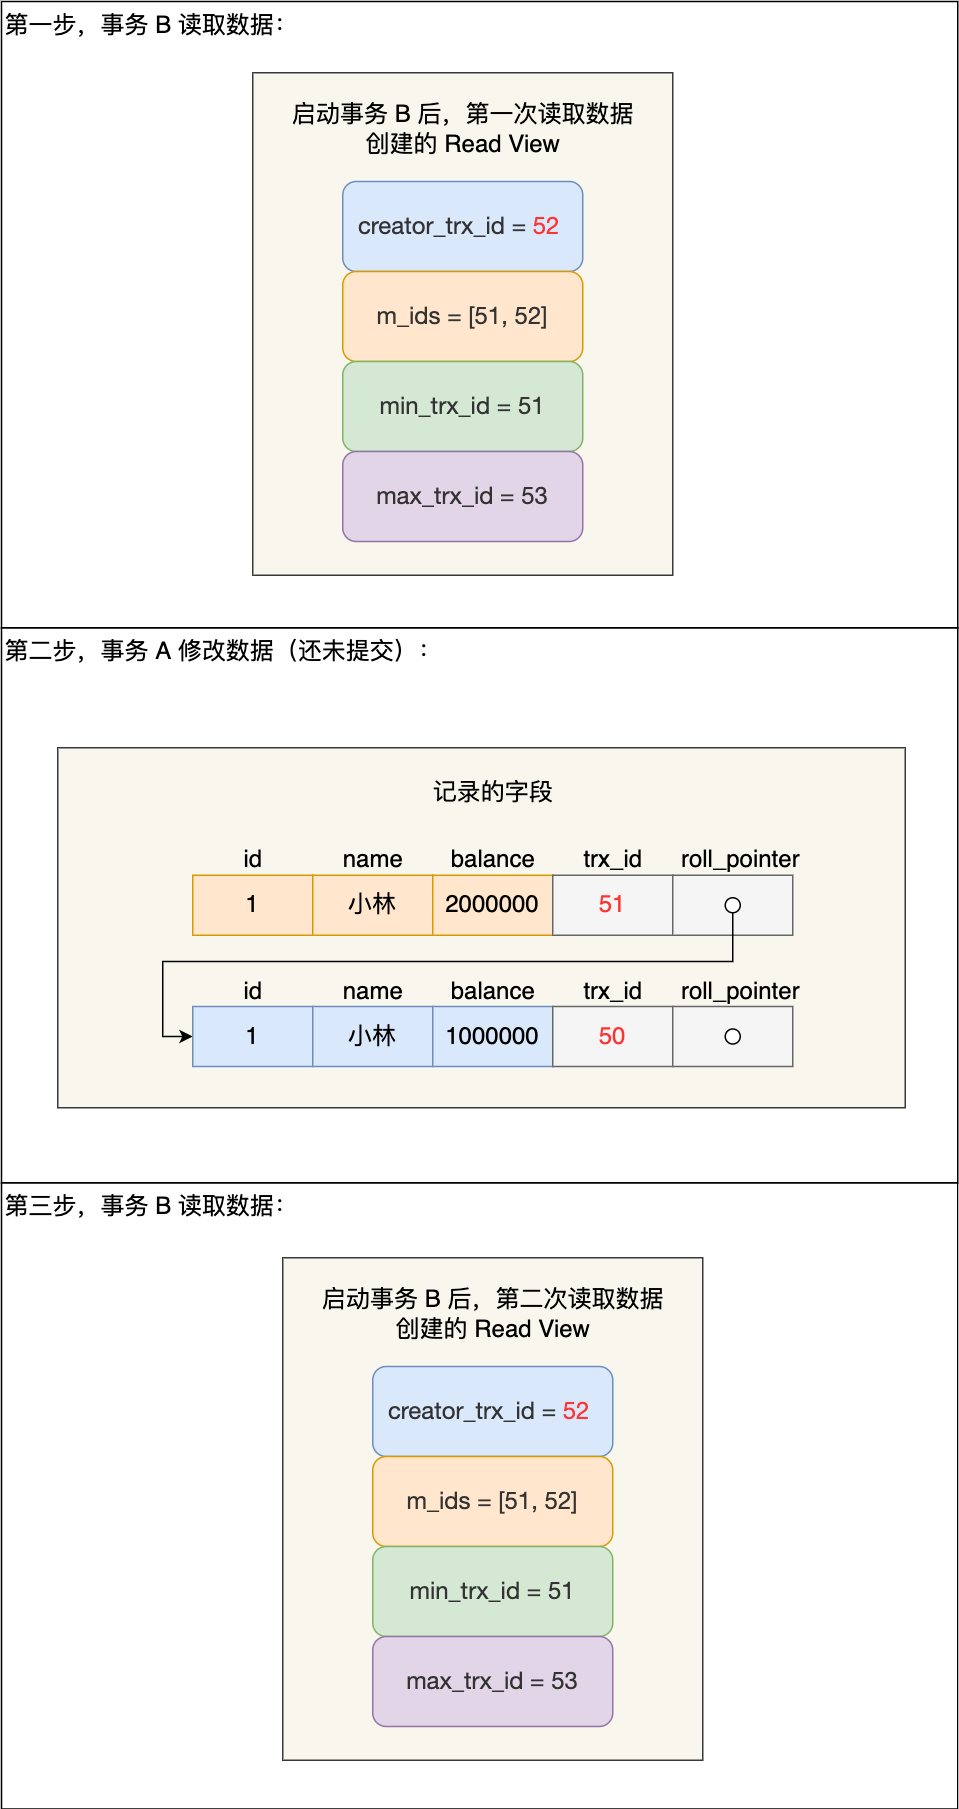 第一步，事务 B 读取数据：
启动事务 B 后，第一次读取数据
创建的 Read View
creator_trx_id = 52
m_ids = [51, 52]
min_trx_id = 51
max_trx_id = 53
第二步，事务 A 修改数据（还未提交）：
记录的字段
id name balance trx_id roll_pointer
1 小林 2000000 51
id name balance trx_id roll_pointer
1 小林 1000000 50
第三步，事务 B 读取数据：
启动事务 B 后，第二次读取数据
创建的 Read View
creator_trx_id = 52
m_ids = [51, 52]
min_trx_id = 51
max_trx_id = 53